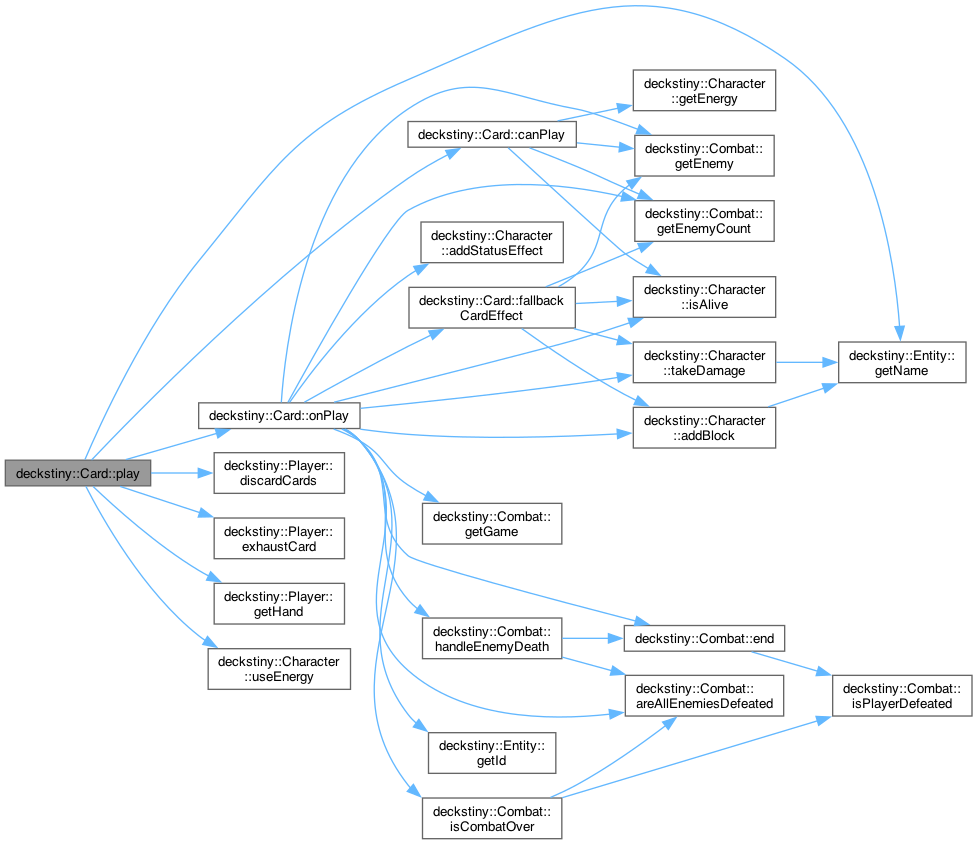 deckstiny::Card::play
deckstiny::Card::onPlay
deckstiny::Player::
discardCards
deckstiny::Player::
exhaustCard
deckstiny::Player::
getHand
deckstiny::Character
::useEnergy
deckstiny::Card::canPlay
deckstiny::Character
::addStatusEffect
deckstiny::Card::fallback
CardEffect
deckstiny::Combat::
getGame
deckstiny::Combat::
handleEnemyDeath
deckstiny::Entity::
getId
deckstiny::Combat::
isCombatOver
deckstiny::Character
::getEnergy
deckstiny::Combat::
getEnemy
deckstiny::Combat::
getEnemyCount
deckstiny::Character
::isAlive
deckstiny::Character
::takeDamage
deckstiny::Character
::addBlock
deckstiny::Combat::end
deckstiny::Combat::
areAllEnemiesDefeated
deckstiny::Entity::
getName
deckstiny::Combat::
isPlayerDefeated